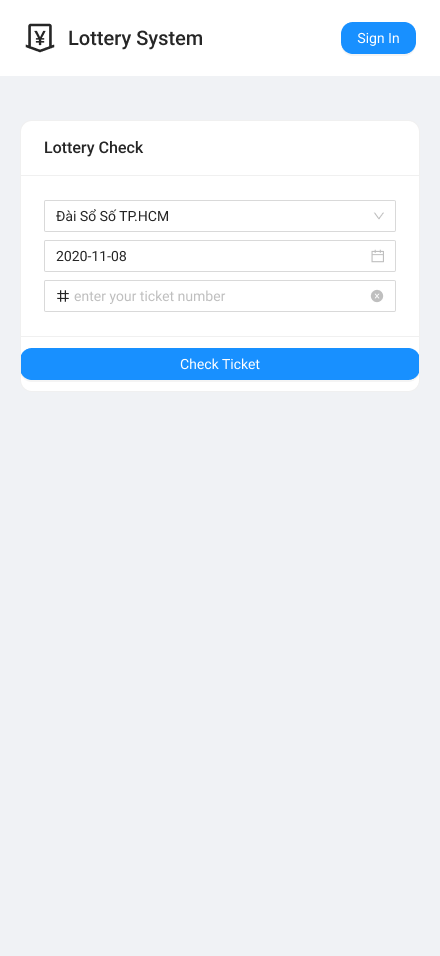 Lottery System
Sign In
Lottery Check
Đài Sổ Số TP.HCM
2020-11-08
# enter your ticket number
Check Ticket